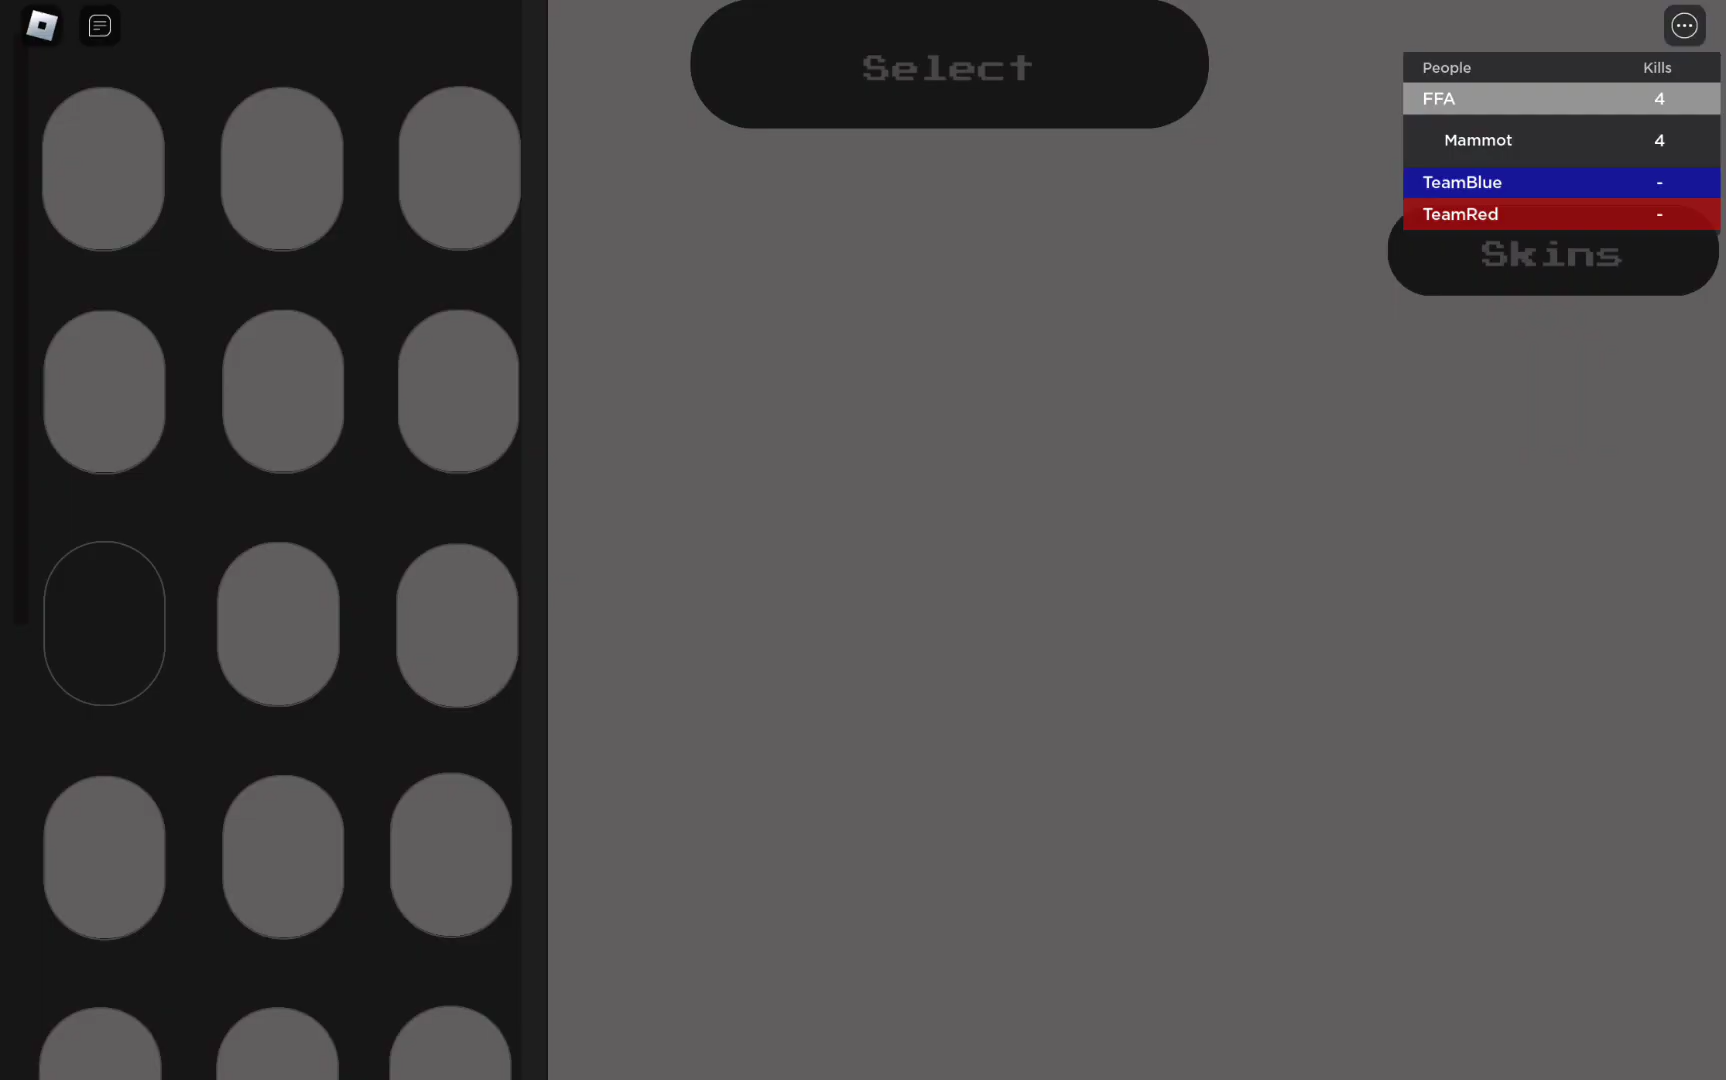 Select
People Kills
FFA 4
Mammot 4
TeamBlue -
TeamRed -
Skins